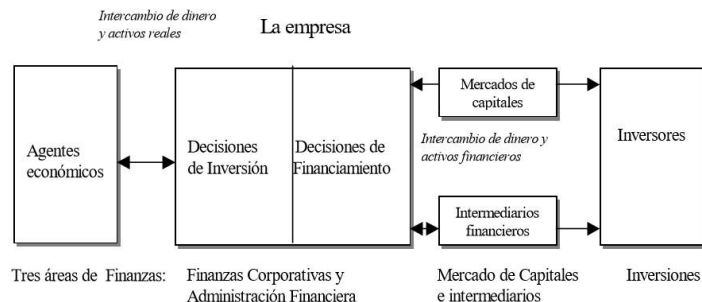 Intercambio de dinero
y activos reales
La empresa
Agentes
económicos
Decisiones
de Inversión
Decisiones de
Financiamiento
Mercados de
capitales
Intercambio de dinero y
activos financieros
Intermediarios
financieros
Inversores
Tres áreas de Finanzas:
Finanzas Corporativas y
Administración Financiera
Mercado de Capitales
e intermediarios
Inversiones